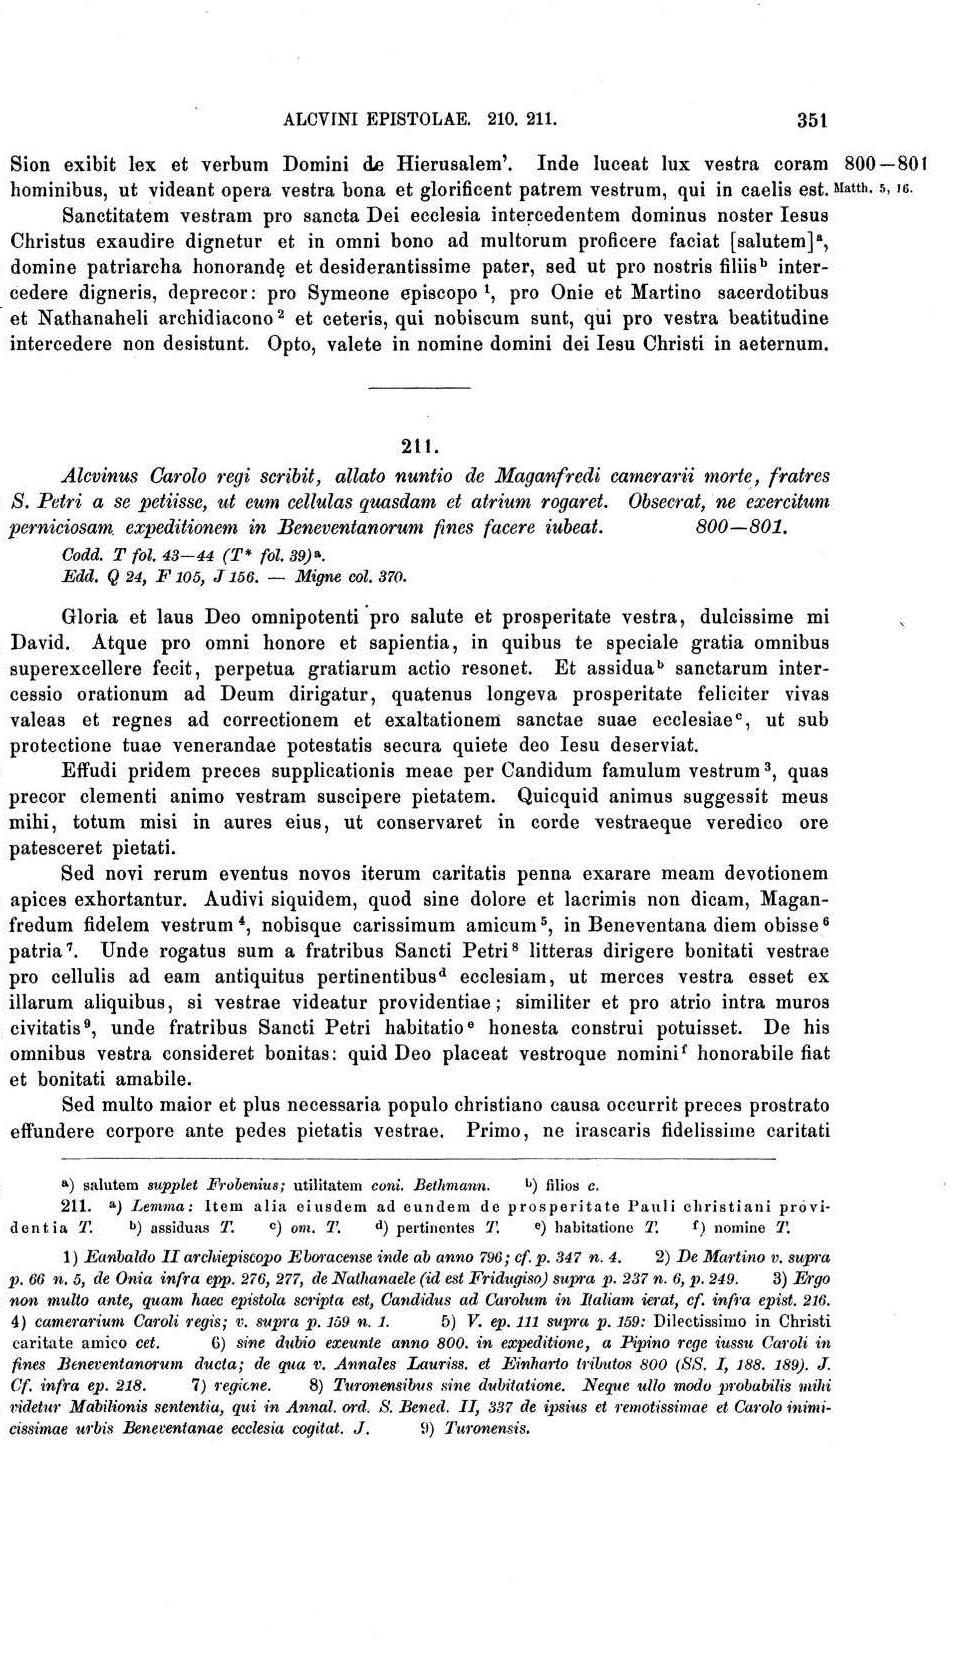 ALCVINI EPISTOLAE. 210. 211. 351
Sion exibit lex et verbum Domini de Hierusalem'. Inde luceat lux vestra coram 800—801
hominibus, ut videant opera vestra bona et glorificent patrem vestrum, qui in caelis est. Matth. 5, 16.
Sanctitatem vestram pro sancta Dei ecclesia intercedentem dominus noster Iesus
Christus exaudire dignetur et in omni bono ad multorum proficere faciat [salutem]ᵃ,
domine patriarcha honorandę et desiderantissime pater, sed ut pro nostris filiisᵇ inter-
cedere digneris, deprecor: pro Symeone episcopo ¹, pro Onie et Martino sacerdotibus
et Nathanaheli archidiacono ² et ceteris, qui nobiscum sunt, qui pro vestra beatitudine
intercedere non desistunt. Opto, valete in nomine domini dei Iesu Christi in aeternum.
211.
Alcvinus Carolo regi scribit, allato nuntio de Maganfredi camerarii morte, fratres
S. Petri a se petiisse, ut eum cellulas quasdam et atrium rogaret. Obsecrat, ne exercitum
perniciosam expeditionem in Beneventanorum fines facere iubeat. 800—801.
Codd. T fol. 43—44 (T* fol. 39)ᵃ.
Edd. Q 24, F 105, J 156. — Migne col. 370.
Gloria et laus Deo omnipotenti pro salute et prosperitate vestra, dulcissime mi
David. Atque pro omni honore et sapientia, in quibus te speciale gratia omnibus
superexcellere fecit, perpetua gratiarum actio resonet. Et assiduaᵇ sanctarum inter-
cessio orationum ad Deum dirigatur, quatenus longeva prosperitate feliciter vivas
valeas et regnes ad correctionem et exaltationem sanctae suae ecclesiaeᶜ, ut sub
protectione tuae venerandae potestatis secura quiete deo Iesu deserviat.
Effudi pridem preces supplicationis meae per Candidum famulum vestrum ³, quas
precor clementi animo vestram suscipere pietatem. Quicquid animus suggessit meus
mihi, totum misi in aures eius, ut conservaret in corde vestraeque veredico ore
patesceret pietati.
Sed novi rerum eventus novos iterum caritatis penna exarare meam devotionem
apices exhortantur. Audivi siquidem, quod sine dolore et lacrimis non dicam, Magan-
fredum fidelem vestrum ⁴, nobisque carissimum amicum ⁵, in Beneventana diem obisse ⁶
patria ⁷. Unde rogatus sum a fratribus Sancti Petri ⁸ litteras dirigere bonitati vestrae
pro cellulis ad eam antiquitus pertinentibusᵈ ecclesiam, ut merces vestra esset ex
illarum aliquibus, si vestrae videatur providentiae; similiter et pro atrio intra muros
civitatis ⁹, unde fratribus Sancti Petri habitatioᵉ honesta construi potuisset. De his
omnibus vestra consideret bonitas: quid Deo placeat vestroque nominiᶠ honorabile fiat
et bonitati amabile.
Sed multo maior et plus necessaria populo christiano causa occurrit preces prostrato
effundere corpore ante pedes pietatis vestrae. Primo, ne irascaris fidelissime caritati
ᵃ) salutem supplet Frobenius; utilitatem coni. Bethmann. ᵇ) filios c.
211. ᵃ) Lemma: Item alia eiusdem ad eundem de prosperitate Pauli christiani provi-
dentia T. ᵇ) assiduas T. ᶜ) om. T. ᵈ) pertinentes T. ᵉ) habitatione T. ᶠ) nomine T.
1) Eanbaldo II archiepiscopo Eboracense inde ab anno 796; cf. p. 347 n. 4. 2) De Martino v. supra
p. 66 n. 5, de Onia infra epp. 276, 277, de Nathanaele (id est Fridugiso) supra p. 237 n. 6, p. 249. 3) Ergo
non multo ante, quam haec epistola scripta est, Candidus ad Carolum in Italiam ierat, cf. infra epist. 216.
4) camerarium Caroli regis; v. supra p. 159 n. 1. 5) V. ep. 111 supra p. 159: Dilectissimo in Christi
caritate amico cet. 6) sine dubio exeunte anno 800. in expeditione, a Pipino rege iussu Caroli in
fines Beneventanorum ducta; de qua v. Annales Lauriss. et Einharto tributos 800 (SS. I, 188. 189). J.
Cf. infra ep. 218. 7) regione. 8) Turonensibus sine dubitatione. Neque ullo modo probabilis mihi
videtur Mabilionis sententia, qui in Annal. ord. S. Bened. II, 337 de ipsius et remotissimae et Carolo inimi-
cissimae urbis Beneventanae ecclesia cogitat. J. 9) Turonensis.